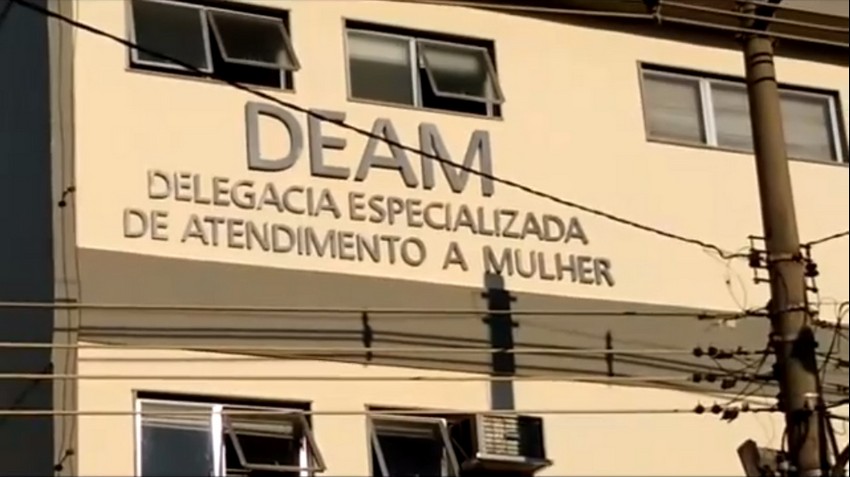 DEAM
DELEGACIA ESPECIALIZADA
DE ATENDIMENTO A MULHER